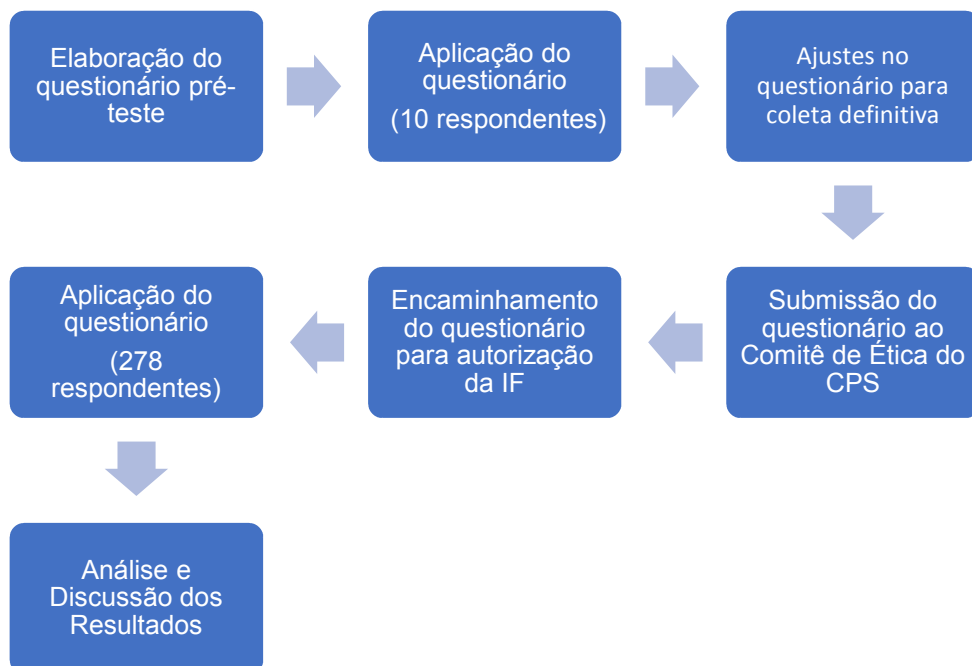 Elaboração do
questionário pré-
teste
Aplicação do
questionário
(10 respondentes)
Ajustes no
questionário para
coleta definitiva
Submissão do
questionário ao
Comitê de Ética do
CPS
Encaminhamento
do questionário
para autorização
da IF
Aplicação do
questionário
(278
respondentes)
Análise e
Discussão dos
Resultados